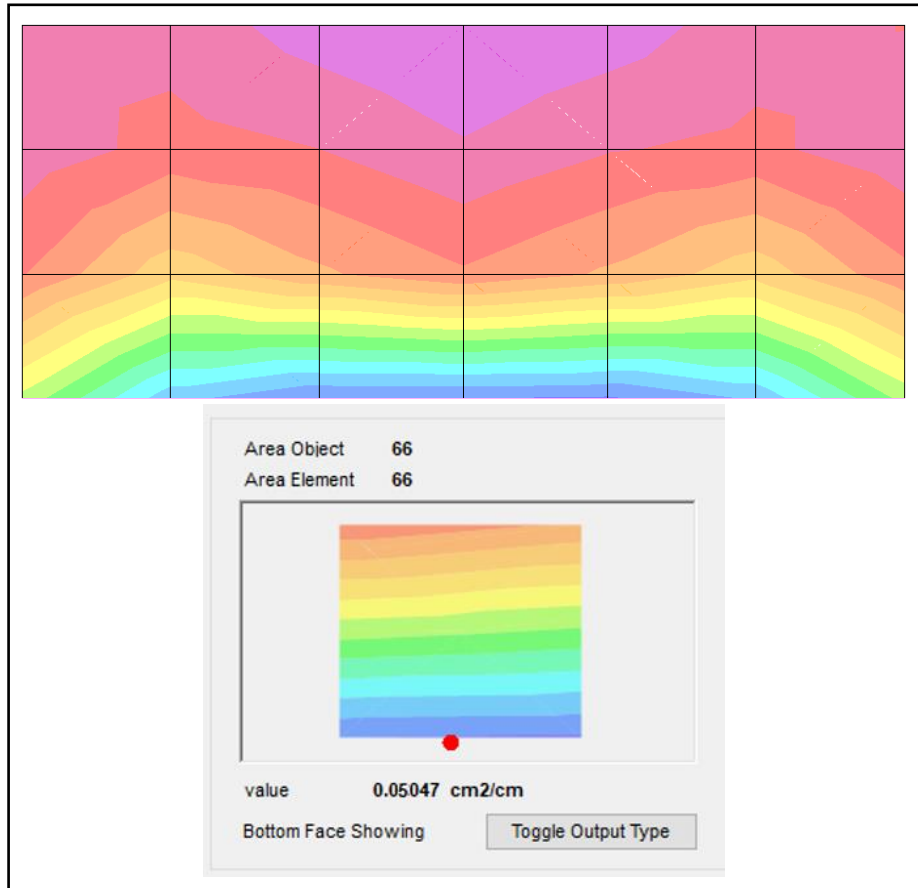 Area Object 66
Area Element 66
value 0.05047 cm2/cm
Bottom Face Showing Toggle Output Type